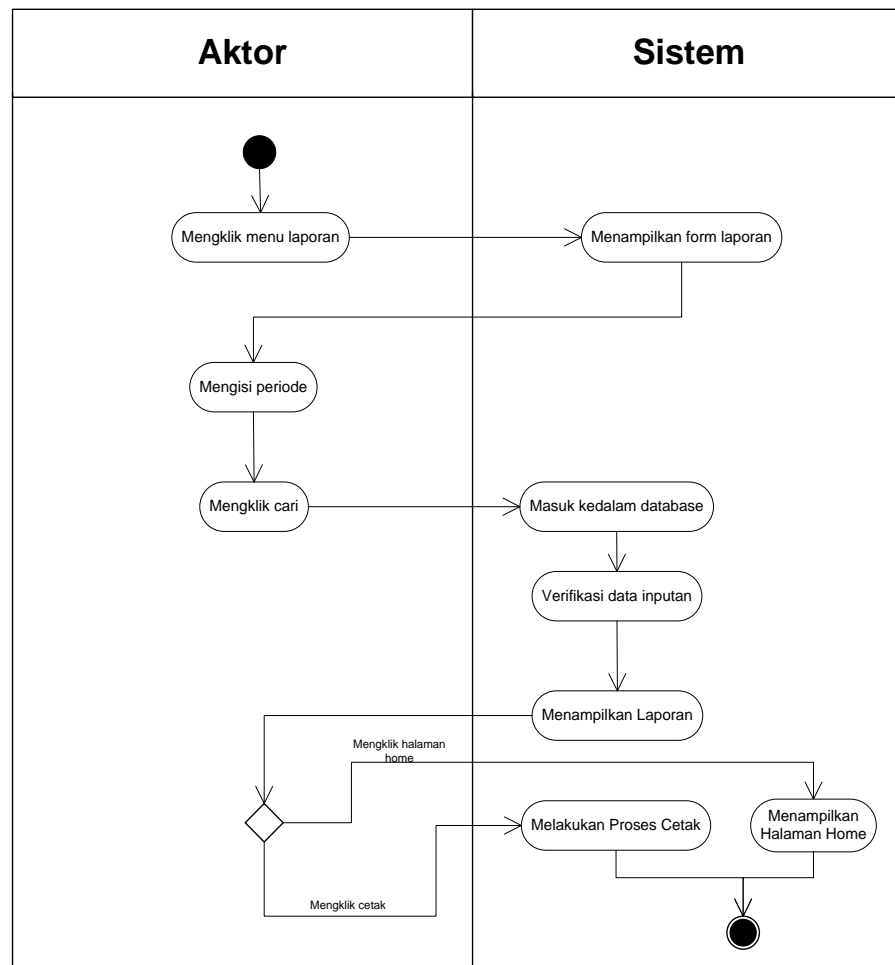 Aktor
Sistem
Mengklik menu laporan
Menampilkan form laporan
Mengisi periode
Mengklik cari
Masuk kedalam database
Verifikasi data inputan
Menampilkan Laporan
Mengklik halaman
home
Melakukan Proses Cetak
Menampilkan
Halaman Home
Mengklik cetak